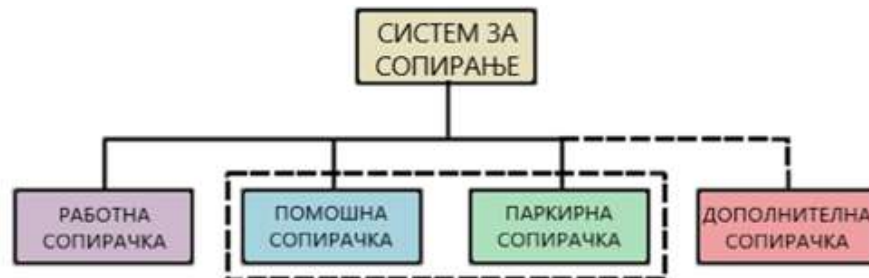 СИСТЕМ ЗА
СОПИРАЊЕ
РАБОТНА
СОПИРАЧКА
ПОМОШНА
СОПИРАЧКА
ПАРКИРНА
СОПИРАЧКА
ДОПОЛНИТЕЛНА
СОПИРАЧКА